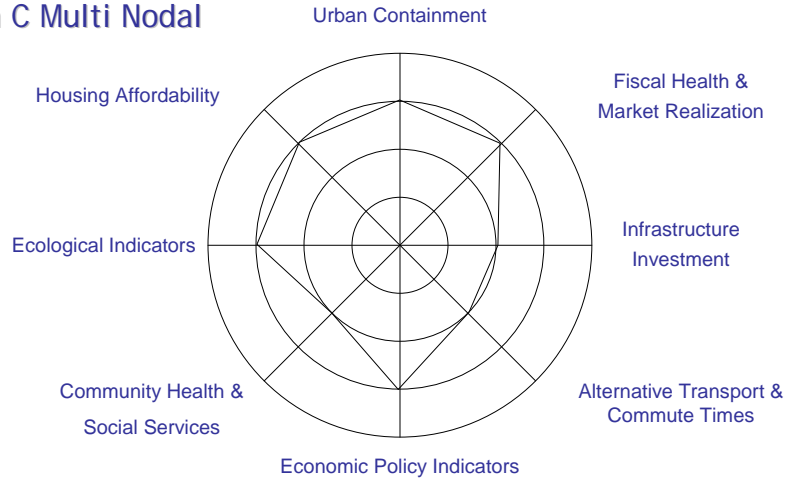 C Multi Nodal
Urban Containment
Fiscal Health &
Market Realization
Housing Affordability
Infrastructure
Investment
Ecological Indicators
Alternative Transport &
Commute Times
Community Health &
Social Services
Economic Policy Indicators